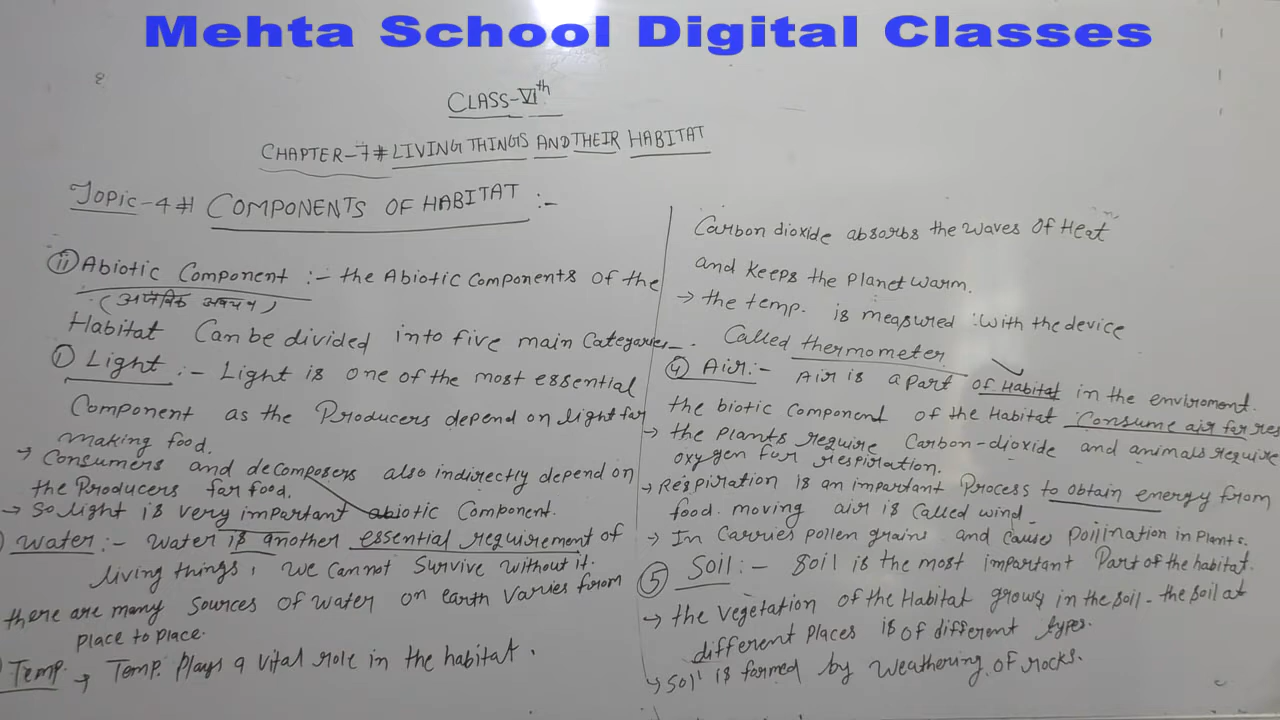 Mehta School Digital Classes
CLASS-VIth
CHAPTER-7# LIVING THINGS AND THEIR HABITAT
Topic-4# COMPONENTS OF HABITAT :-
(ii) Abiotic Component :- the Abiotic Components of the
(अजैविक अवयव)
Habitat Can be divided into five main Categories.
(1) Light :- Light is one of the most essential
Component as the Producers depend on light for
making food.
→ Consumers and decomposers also indirectly depend on
the Producers for food.
→ So light is very important abiotic Component.
) Water :- Water is another essential requirement of
living things, we cannot survive without it.
there are many Sources of water on earth varies from
place to place.
) Temp. → Temp. plays a vital role in the habitat.
Carbon dioxide absorbs the waves of Heat
and keeps the Planet warm.
→ the temp. is measured with the device
Called thermometer.
(4) Air :- Air is a part of Habitat in the enviroment.
the biotic Component of the Habitat Consume air for res
→ the plants require Carbon-dioxide and animals require
oxygen for respiration.
→ Respiration is an important Process to obtain energy from
food. moving air is called wind.
→ In Carries pollen grains and cause pollination in Plants.
(5) Soil :- Soil is the most important Part of the habitat.
→ the vegetation of the Habitat grows in the soil - the soil at
different Places is of different types.
→ Soil is formed by weathering of rocks.